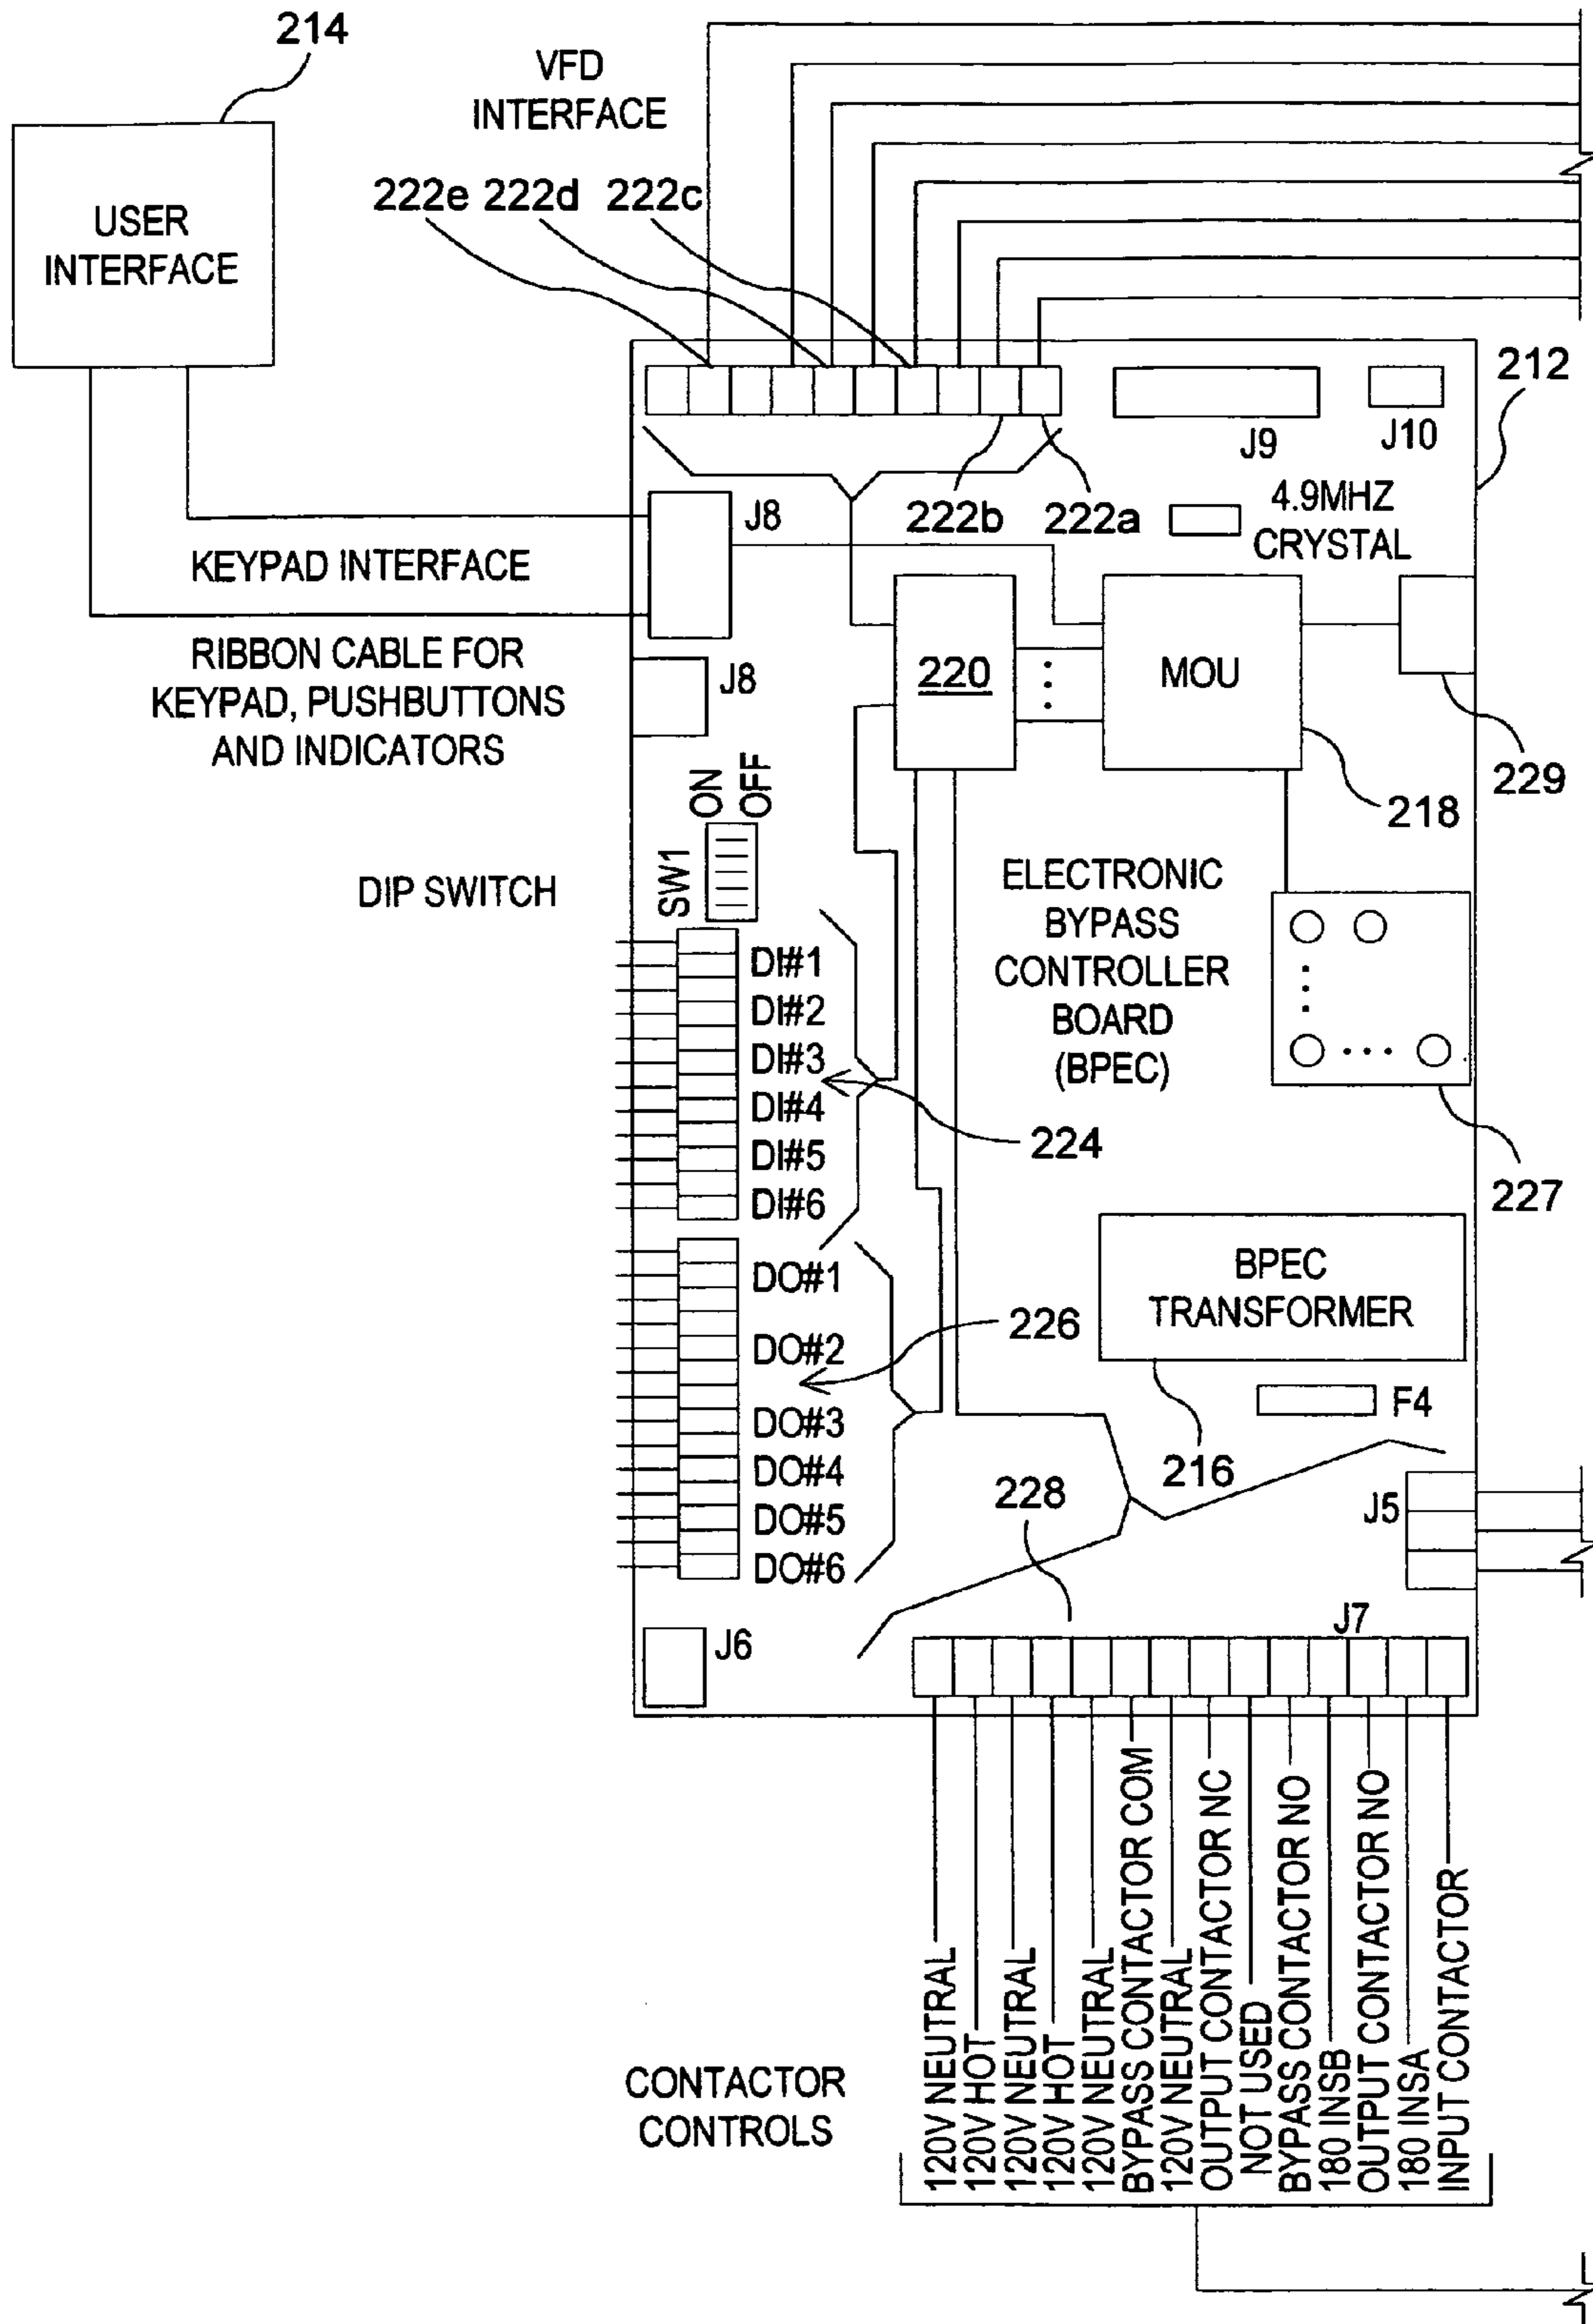 214
VFD
INTERFACE
222e 222d 222c
USER
INTERFACE
212
J9
J10
222b 222a
4.9MHZ
CRYSTAL
J8
KEYPAD INTERFACE
RIBBON CABLE FOR
KEYPAD, PUSHBUTTONS
AND INDICATORS
J8
220
MOU
229
218
ON
OFF
SW1
DIP SWITCH
ELECTRONIC
BYPASS
CONTROLLER
BOARD
(BPEC)
DI#1
DI#2
DI#3
DI#4
DI#5
DI#6
224
227
DO#1
DO#2
DO#3
DO#4
DO#5
DO#6
226
BPEC
TRANSFORMER
F4
216
228
J5
J6
J7
120V NEUTRAL
120V HOT
120V NEUTRAL
120V HOT
120V NEUTRAL
BYPASS CONTACTOR COM
120V NEUTRAL
OUTPUT CONTACTOR NC
NOT USED
BYPASS CONTACTOR NO
180 INSB
OUTPUT CONTACTOR NO
180 INSA
INPUT CONTACTOR
CONTACTOR
CONTROLS